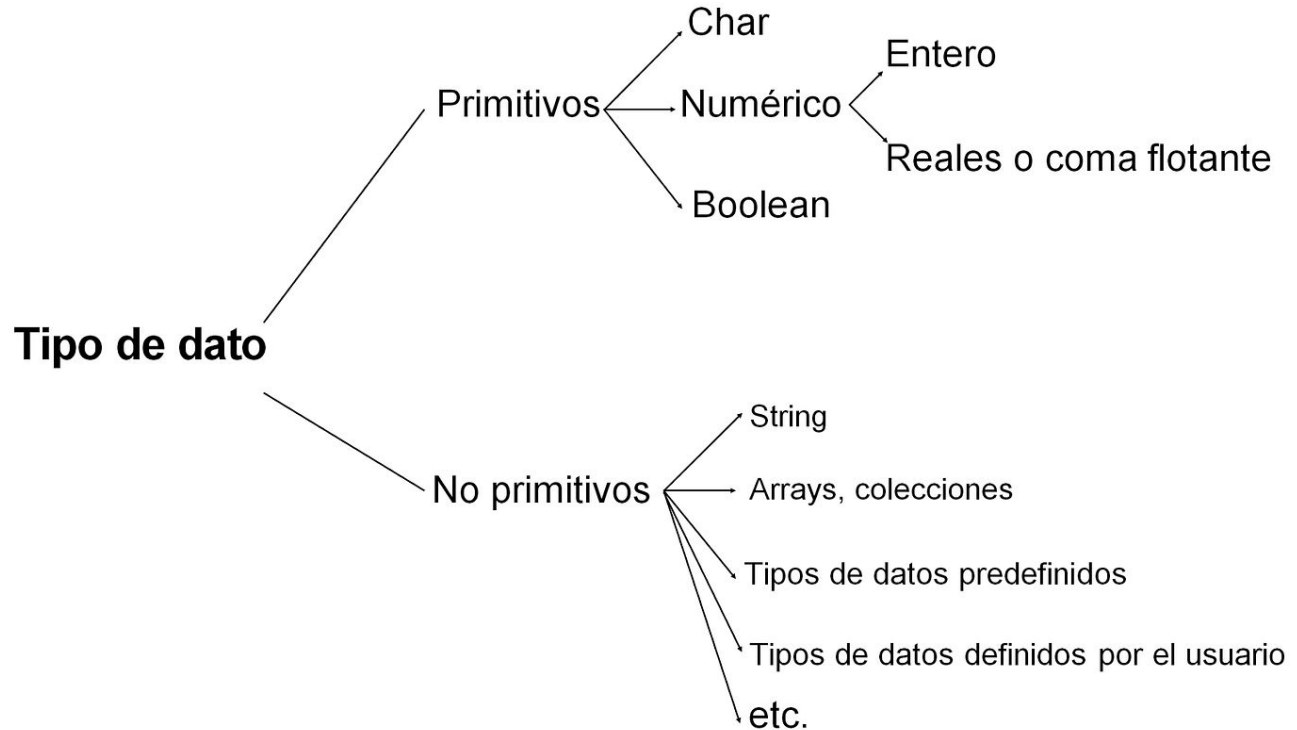 Char
Entero
Primitivos
Numérico
Reales o coma flotante
Boolean
Tipo de dato
String
No primitivos
Arrays, colecciones
Tipos de datos predefinidos
Tipos de datos definidos por el usuario
etc.